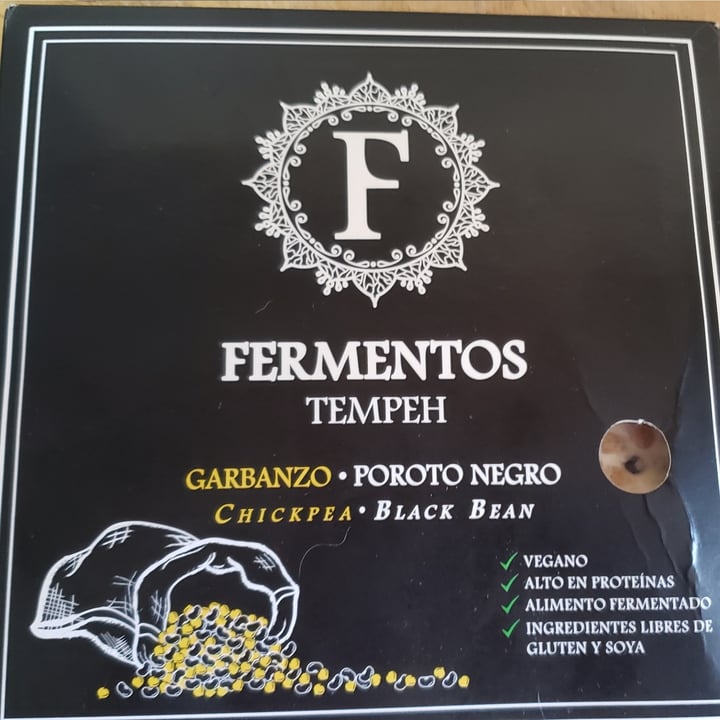 F
FERMENTOS
TEMPEH
GARBANZO • POROTO NEGRO
CHICKPEA • BLACK BEAN
VEGANO
ALTO EN PROTEÍNAS
ALIMENTO FERMENTADO
INGREDIENTES LIBRES DE
GLUTEN Y SOYA